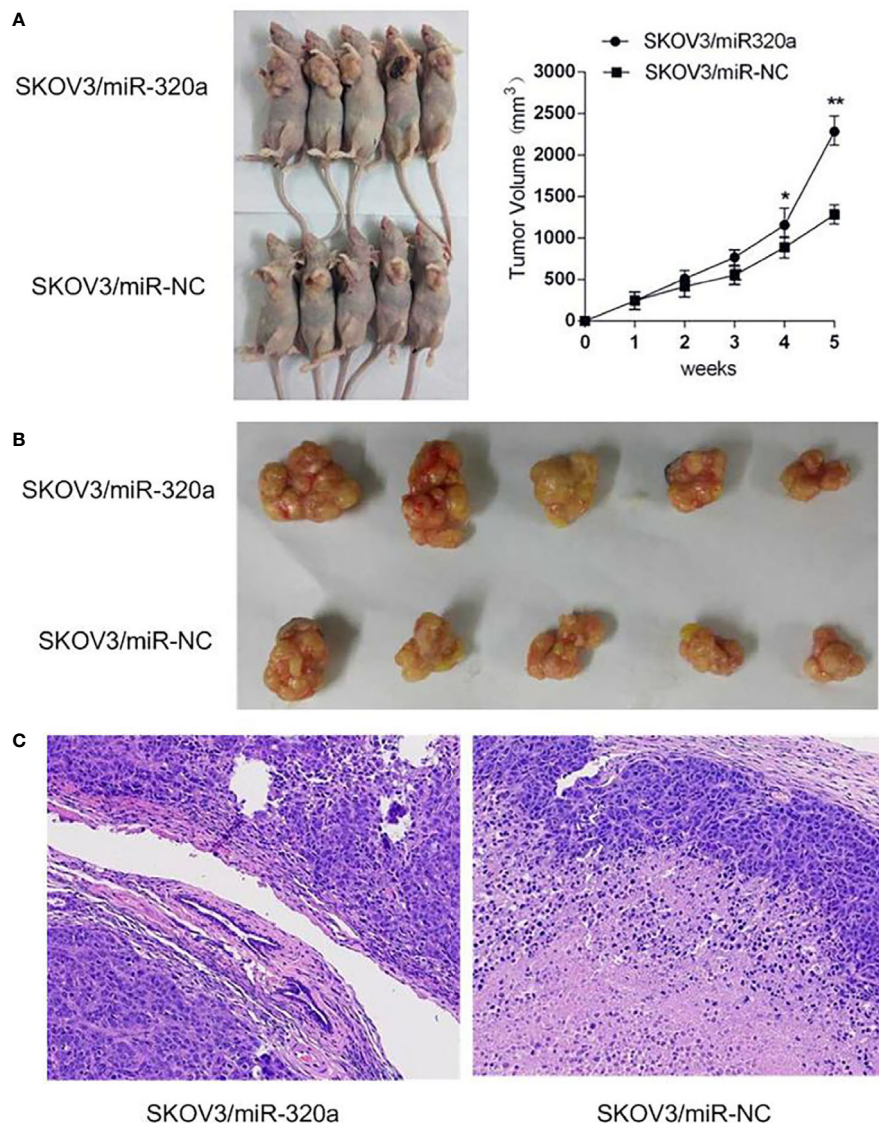 A
SKOV3/miR-320a
SKOV3/miR-NC
SKOV3/miR320a
SKOV3/miR-NC
Tumor Volume (mm³)
3000
2500
2000
1500
1000
500
0
**
*
0 1 2 3 4 5
weeks
B
SKOV3/miR-320a
SKOV3/miR-NC
C
SKOV3/miR-320a SKOV3/miR-NC